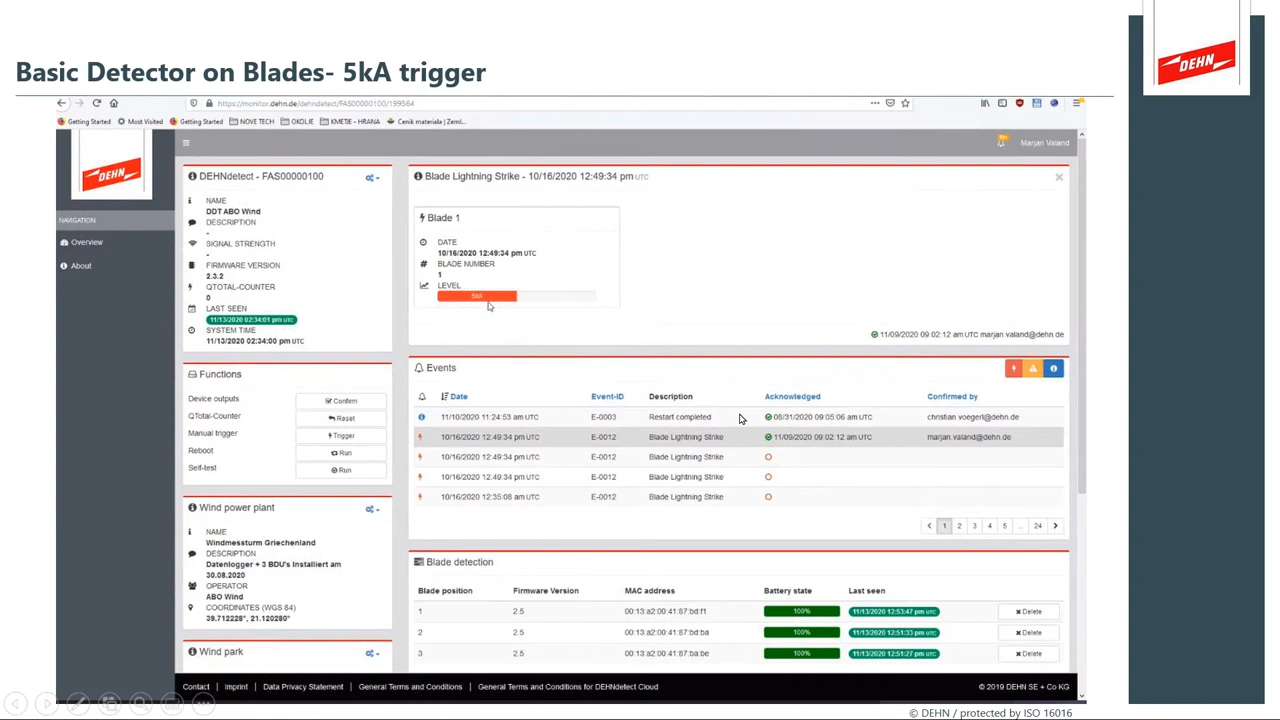 Basic Detector on Blades- 5kA trigger
DEHN
https://monitor.dehn.de/dehndetect/FAS00000100/199564
Getting Started
Most Visited
Getting Started
NOVE TECH
OKOLJE
KMETJE - HRANA
Cenik materiala | Zeml...
DEHN
Marjan Valand
NAVIGATION
Overview
About
DEHNdetect - FAS00000100
NAME
DDT ABO Wind
DESCRIPTION
-
SIGNAL STRENGTH
-
FIRMWARE VERSION
2.3.2
QTOTAL-COUNTER
0
LAST SEEN
11/13/2020 02:34:01 pm UTC
SYSTEM TIME
11/13/2020 02:34:00 pm UTC
Functions
Device outputs Confirm
QTotal-Counter Reset
Manual trigger Trigger
Reboot Run
Self-test Run
Wind power plant
NAME
Windmessturm Griechenland
DESCRIPTION
Datenlogger + 3 BDU's Installiert am
30.08.2020
OPERATOR
ABO Wind
COORDINATES (WGS 84)
39.712228°, 21.120280°
Wind park
Blade Lightning Strike - 10/16/2020 12:49:34 pm UTC
Blade 1
DATE
10/16/2020 12:49:34 pm UTC
BLADE NUMBER
1
LEVEL
5kA
11/09/2020 09:02:12 am UTC marjan.valand@dehn.de
Events
Date Event-ID Description Acknowledged Confirmed by
11/10/2020 11:24:53 am UTC E-0003 Restart completed 08/31/2020 09:05:06 am UTC christian.voegerl@dehn.de
10/16/2020 12:49:34 pm UTC E-0012 Blade Lightning Strike 11/09/2020 09:02:12 am UTC marjan.valand@dehn.de
10/16/2020 12:49:34 pm UTC E-0012 Blade Lightning Strike
10/16/2020 12:49:34 pm UTC E-0012 Blade Lightning Strike
10/16/2020 12:35:08 am UTC E-0012 Blade Lightning Strike
1 2 3 4 5 ... 24
Blade detection
Blade position Firmware Version MAC address Battery state Last seen
1 2.5 00:13:a2:00:41:87:bd:f1 100% 11/13/2020 12:53:47 pm UTC Delete
2 2.5 00:13:a2:00:41:87:bd:ba 100% 11/13/2020 12:51:33 pm UTC Delete
3 2.5 00:13:a2:00:41:87:ba:be 100% 11/13/2020 12:51:27 pm UTC Delete
Contact | Imprint | Data Privacy Statement | General Terms and Conditions | General Terms and Conditions for DEHNdetect Cloud
© 2019 DEHN SE + Co KG
© DEHN / protected by ISO 16016